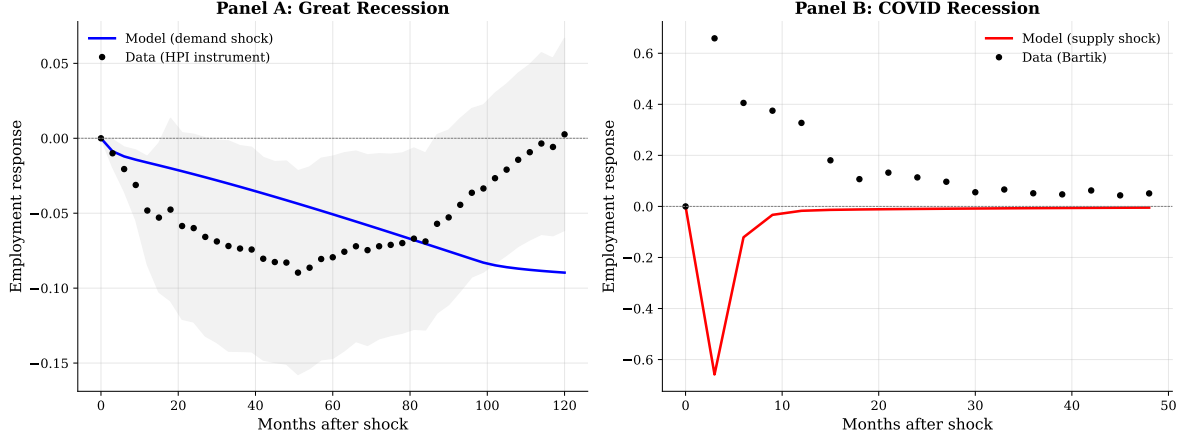 Panel A: Great Recession
Model (demand shock)
Data (HPI instrument)
Employment response
0.05
0.00
−0.05
−0.10
−0.15
0
20
40
60
80
100
120
Months after shock
Panel B: COVID Recession
Model (supply shock)
Data (Bartik)
Employment response
0.6
0.4
0.2
0.0
−0.2
−0.4
−0.6
0
10
20
30
40
50
Months after shock